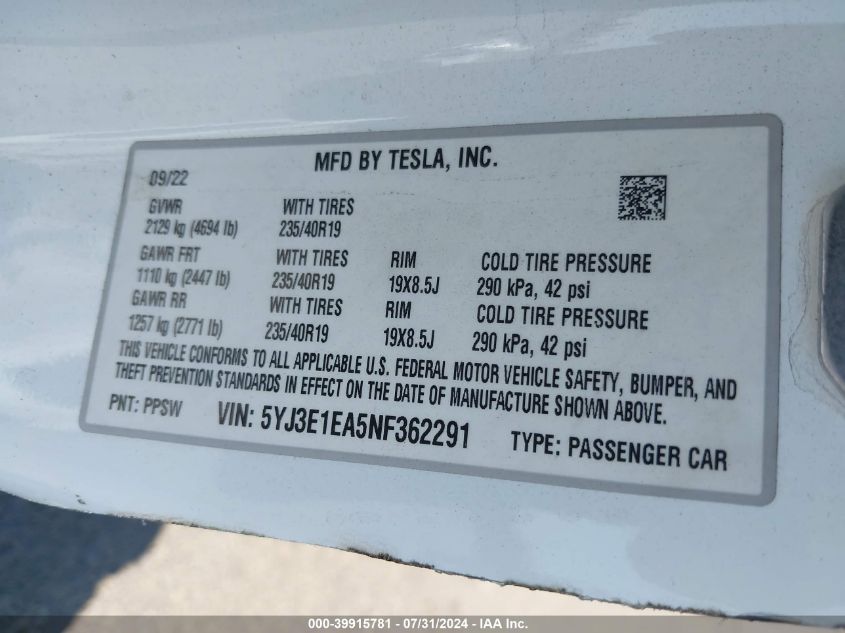 MFD BY TESLA, INC.
09/22
GVWR WITH TIRES
2129 kg (4694 lb) 235/40R19
GAWR FRT WITH TIRES RIM COLD TIRE PRESSURE
1110 kg (2447 lb) 235/40R19 19X8.5J 290 kPa, 42 psi
GAWR RR WITH TIRES RIM COLD TIRE PRESSURE
1257 kg (2771 lb) 235/40R19 19X8.5J 290 kPa, 42 psi
THIS VEHICLE CONFORMS TO ALL APPLICABLE U.S. FEDERAL MOTOR VEHICLE SAFETY, BUMPER, AND
THEFT PREVENTION STANDARDS IN EFFECT ON THE DATE OF MANUFACTURE SHOWN ABOVE.
PNT: PPSW VIN: 5YJ3E1EA5NF362291 TYPE: PASSENGER CAR
000-39915781 / 07/31/2024 - IAA Inc.